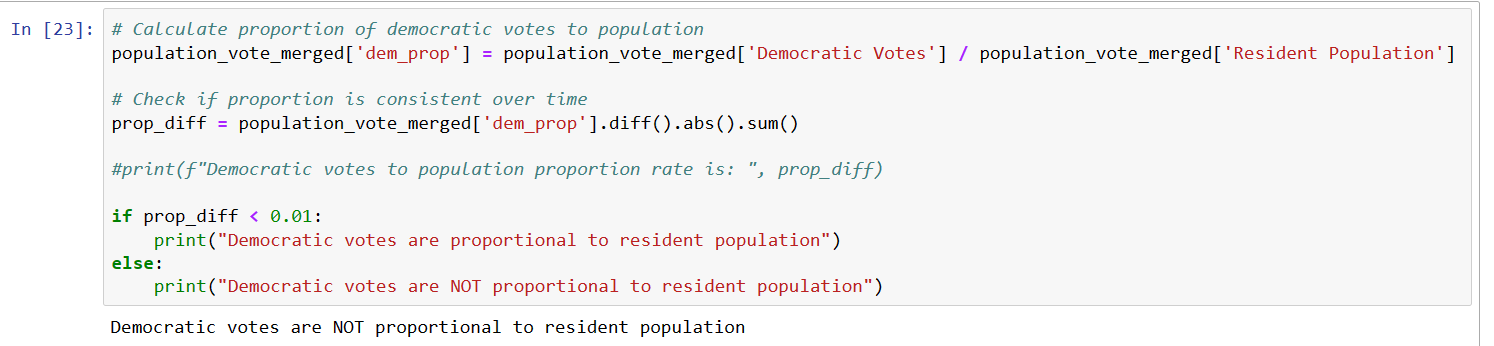 In [23]: # Calculate proportion of democratic votes to population
population_vote_merged['dem_prop'] = population_vote_merged['Democratic Votes'] / population_vote_merged['Resident Population']
# Check if proportion is consistent over time
prop_diff = population_vote_merged['dem_prop'].diff().abs().sum()
#print(f"Democratic votes to population proportion rate is: ", prop_diff)
if prop_diff < 0.01:
    print("Democratic votes are proportional to resident population")
else:
    print("Democratic votes are NOT proportional to resident population")
Democratic votes are NOT proportional to resident population